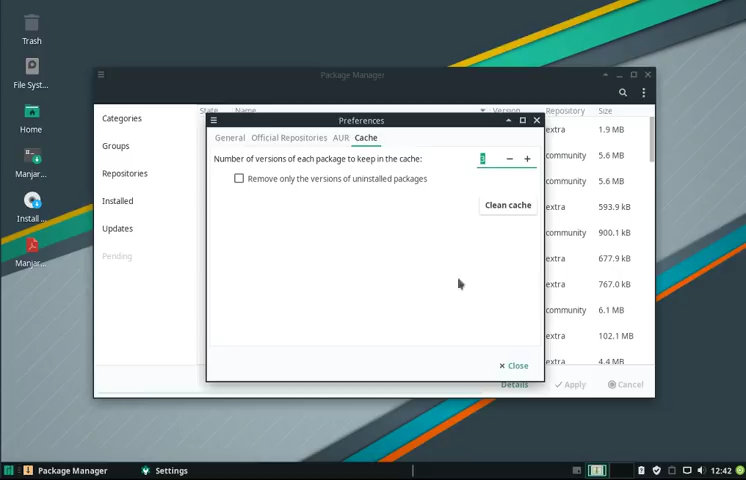 Trash
File Syst...
Home
Manjar...
Install ...
Manjar...
Package Manager
Categories
Groups
Repositories
Installed
Updates
Pending
State
Name
Version
Repository
Size
extra
1.9 MB
community
5.6 MB
community
5.6 MB
extra
593.9 kB
community
900.1 kB
extra
677.9 kB
extra
767.0 kB
community
6.1 MB
extra
102.1 MB
extra
4.4 MB
Details
Apply
Cancel
Preferences
General
Official Repositories
AUR
Cache
Number of versions of each package to keep in the cache:
3
Remove only the versions of uninstalled packages
Clean cache
Close
Package Manager
Settings
12:42